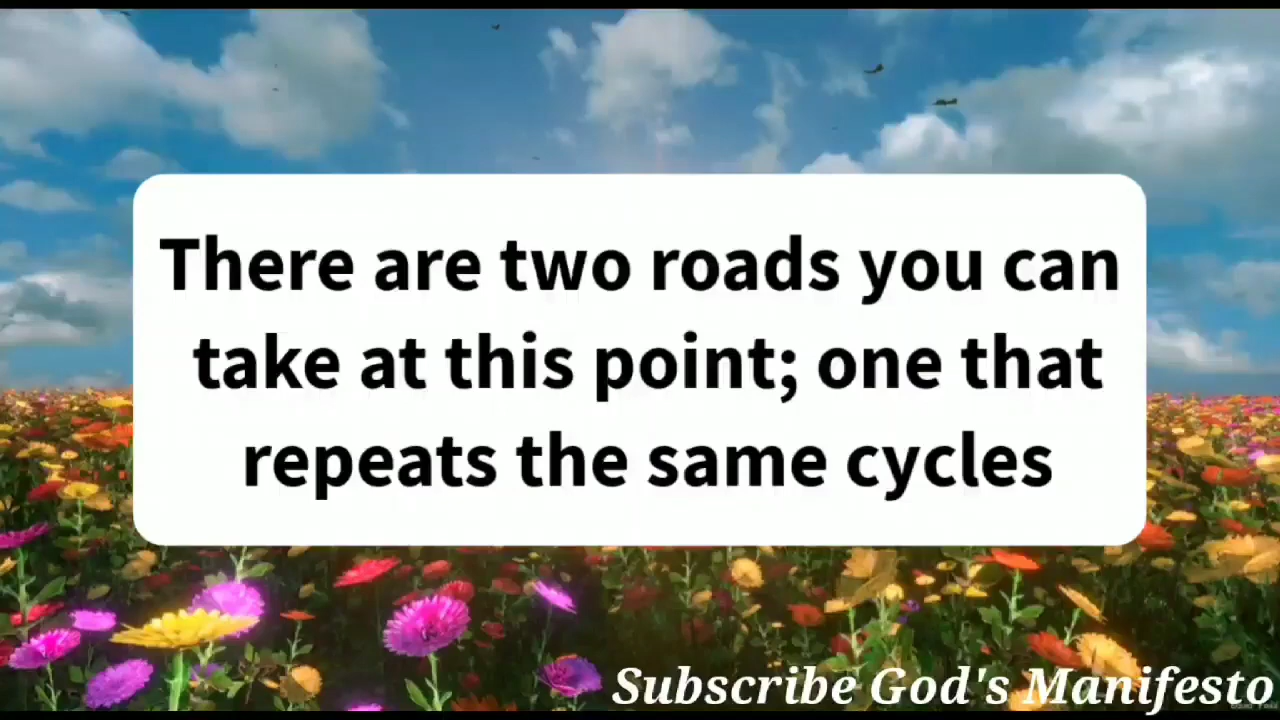 There are two roads you can
take at this point; one that
repeats the same cycles
Subscribe God's Manifesto